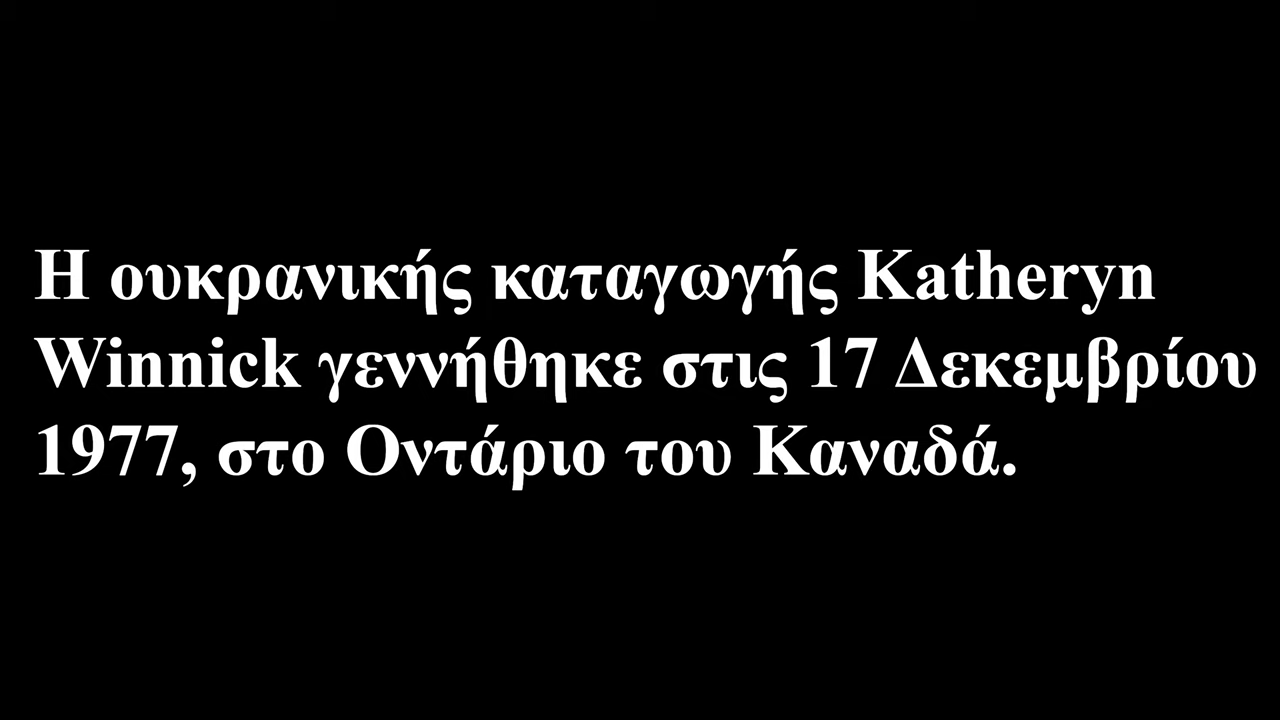 Η ουκρανικής καταγωγής Katheryn
Winnick γεννήθηκε στις 17 Δεκεμβρίου
1977, στο Οντάριο του Καναδά.